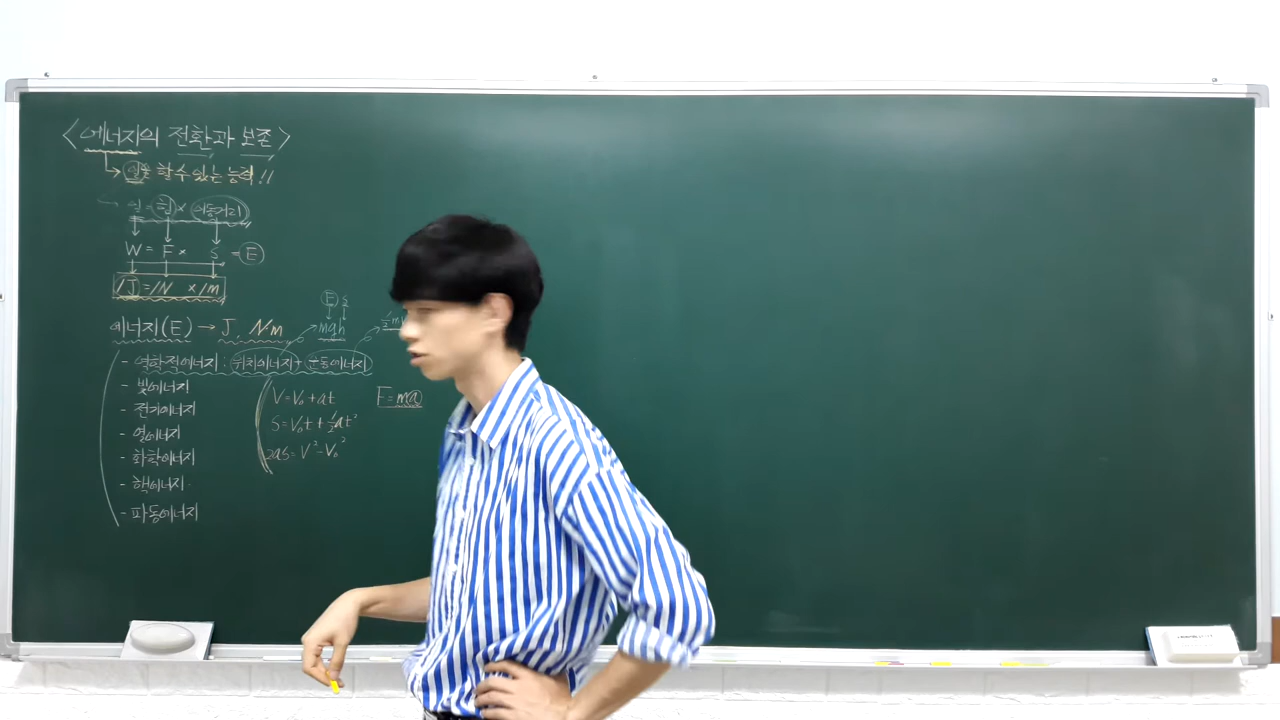 <에너지의 전환과 보존>
일을 할 수 있는 능력!!
일 = 힘 × 이동거리
W = F × S = E
1J = 1N × 1m
에너지(E) → J, N·m
F S
mgh
½m
- 역학적에너지 : 위치에너지 + 운동에너지
- 빛에너지
- 전기에너지
- 열에너지
- 화학에너지
- 핵에너지
- 파동에너지
V = V₀ + at
S = V₀t + ½at²
2as = V² - V₀²
F = ma